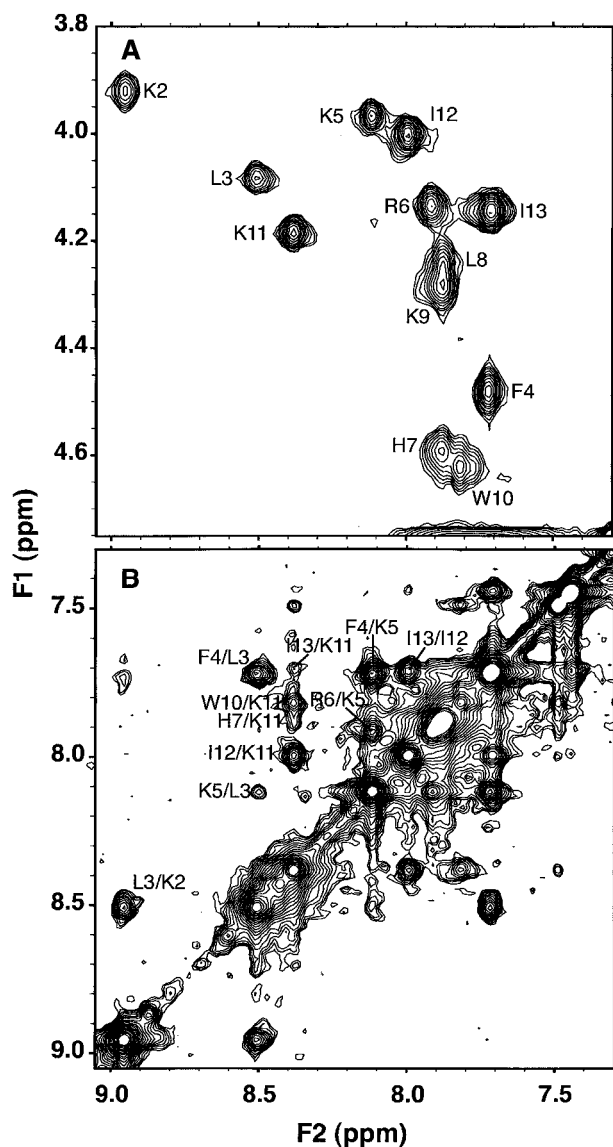 3.8
A
K2
K5
I12
4.0
L3
R6
I13
K11
4.2
L8
K9
4.4
F4
H7
4.6
W10
F1 (ppm)
B
7.5
F4/K5
I13/K11
I13/I12
F4/L3
W10/K11
R6/K5
H7/K11
8.0
I12/K11
K5/L3
L3/K2
8.5
9.0
9.0
8.5
8.0
7.5
F2 (ppm)